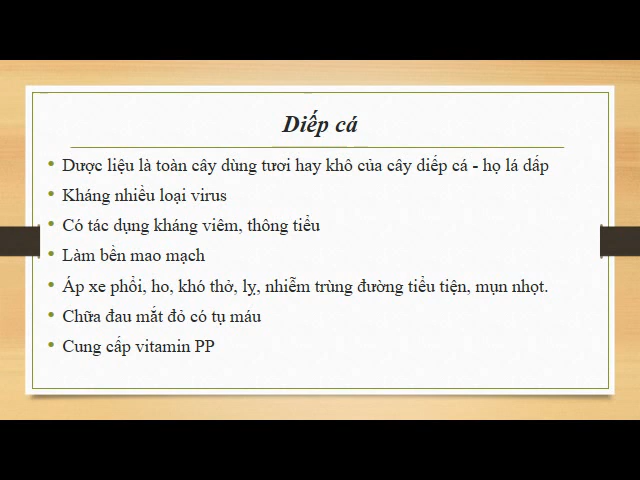 Diếp cá
• Dược liệu là toàn cây dùng tươi hay khô của cây diếp cá - họ lá dấp
• Kháng nhiều loại virus
• Có tác dụng kháng viêm, thông tiểu
• Làm bền mao mạch
• Áp xe phổi, ho, khó thở, lỵ, nhiễm trùng đường tiểu tiện, mụn nhọt.
• Chữa đau mắt đỏ có tụ máu
• Cung cấp vitamin PP